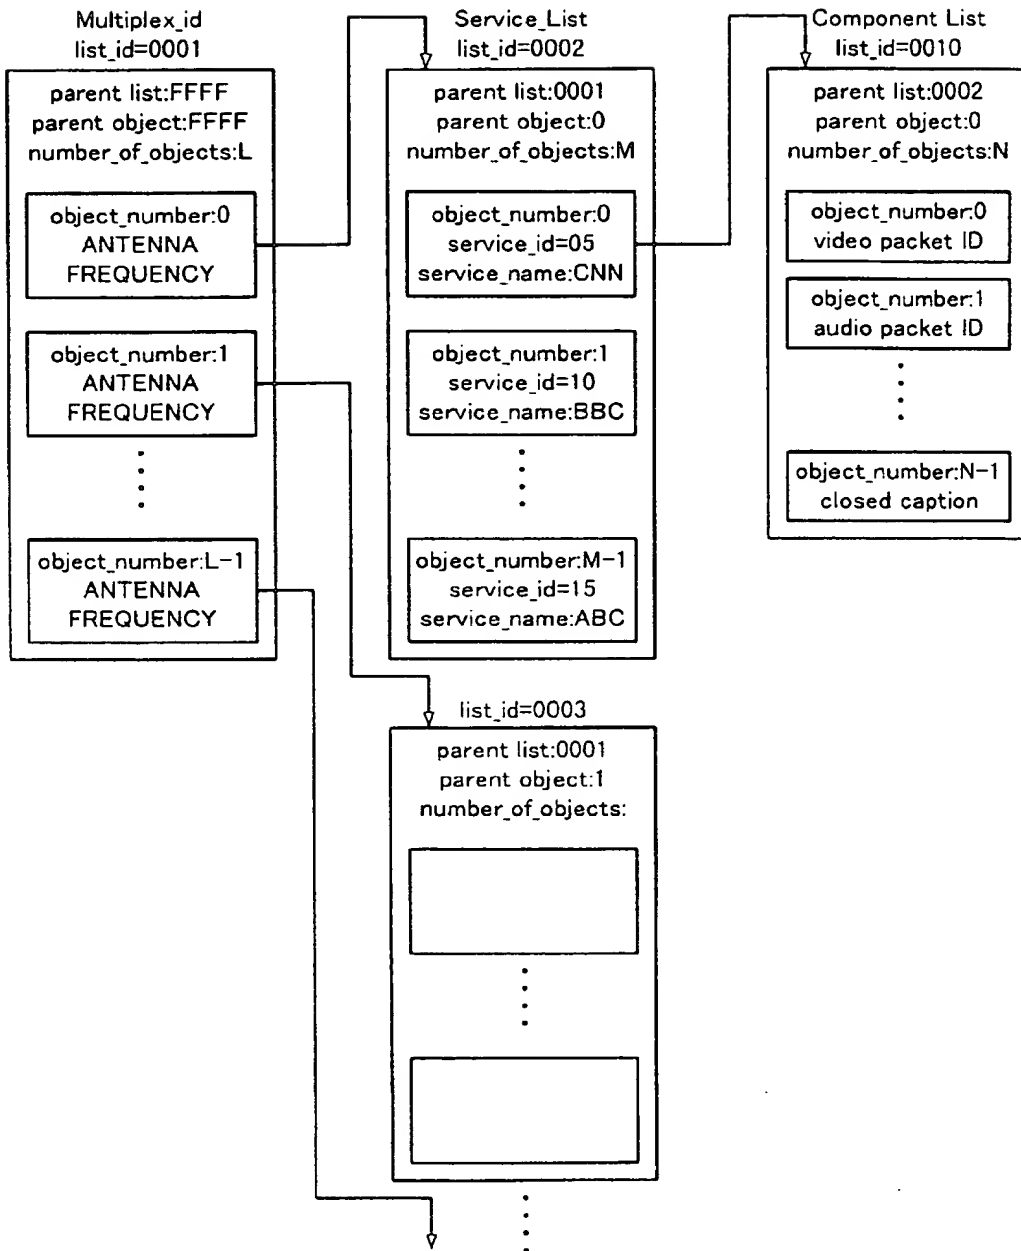 Multiplex_id
list_id=0001
parent list:FFFF
parent object:FFFF
number_of_objects:L
object_number:0
ANTENNA
FREQUENCY
object_number:1
ANTENNA
FREQUENCY
object_number:L-1
ANTENNA
FREQUENCY
Service_List
list_id=0002
parent list:0001
parent object:0
number_of_objects:M
object_number:0
service_id=05
service_name:CNN
object_number:1
service_id=10
service_name:BBC
object_number:M-1
service_id=15
service_name:ABC
Component List
list_id=0010
parent list:0002
parent object:0
number_of_objects:N
object_number:0
video packet ID
object_number:1
audio packet ID
object_number:N-1
closed caption
list_id=0003
parent list:0001
parent object:1
number_of_objects: